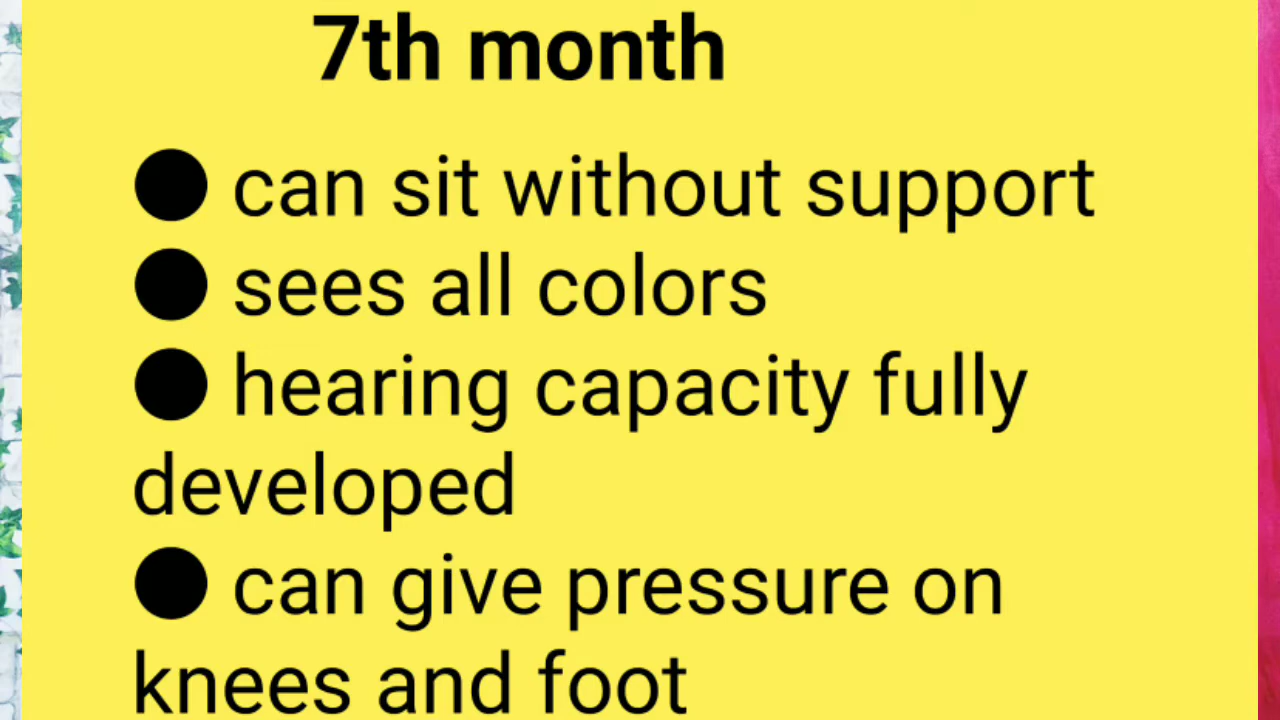 7th month
● can sit without support
● sees all colors
● hearing capacity fully
developed
● can give pressure on
knees and foot